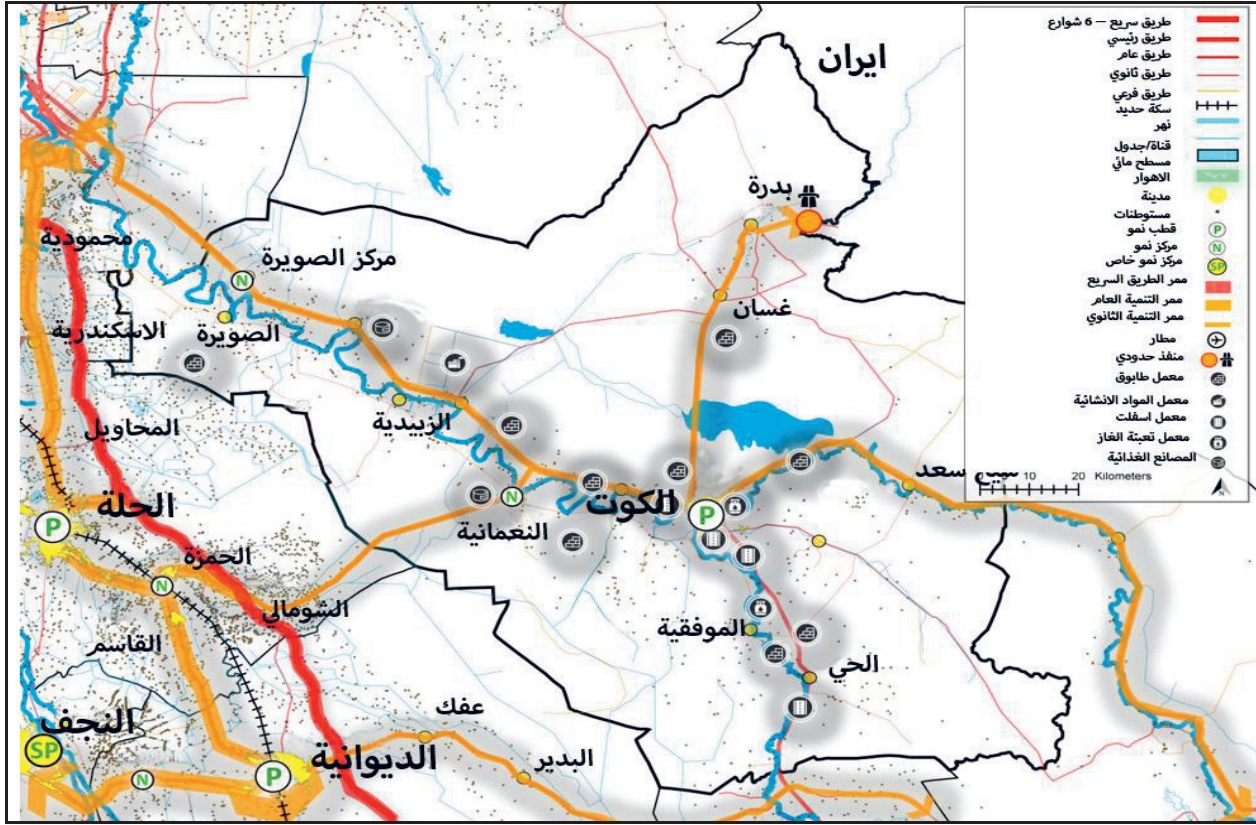 طريق سريع – 6 شوارع
طريق رئيسي
طريق عام
طريق ثانوي
طريق فرعي
سكة حديد
نهر
قناة/جدول
مسطح مائي
الاهوار
مدينة
مستوطنات
P قطب نمو
N مركز نمو
SP مركز نمو خاص
ممر الطريق السريع
ممر التنمية العام
ممر التنمية الثانوي
مطار
منفذ حدودي
معمل طابوق
معمل المواد الانشائية
معمل اسفلت
معمل تعبئة الغاز
المصانع الغذائية
10 20 Kilometers
N
ايران
بدرة
محمودية
مركز الصويرة
N
غسان
الصويرة
الاسكندرية
الزبيدية
المحاويل
سعد
الكوت
P
الحلة
P
النعمانية
N
الحمزة
N
الشومالي
الموفقية
القاسم
الحي
عفك
النجف
SP
الديوانية
P
البدير
N